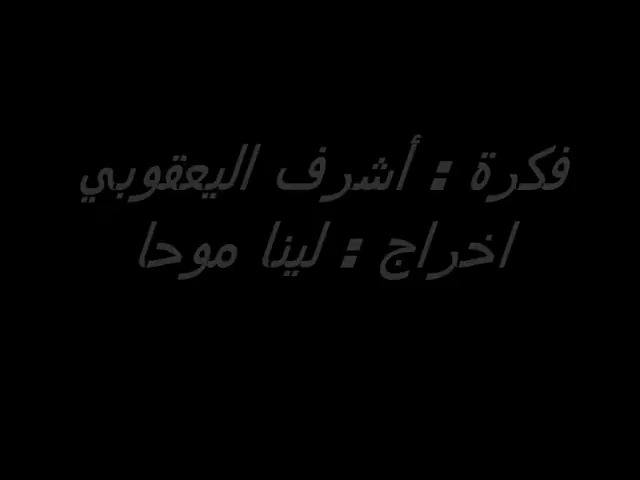 فكرة : أشرف اليعقوبي
اخراج : لينا موحا